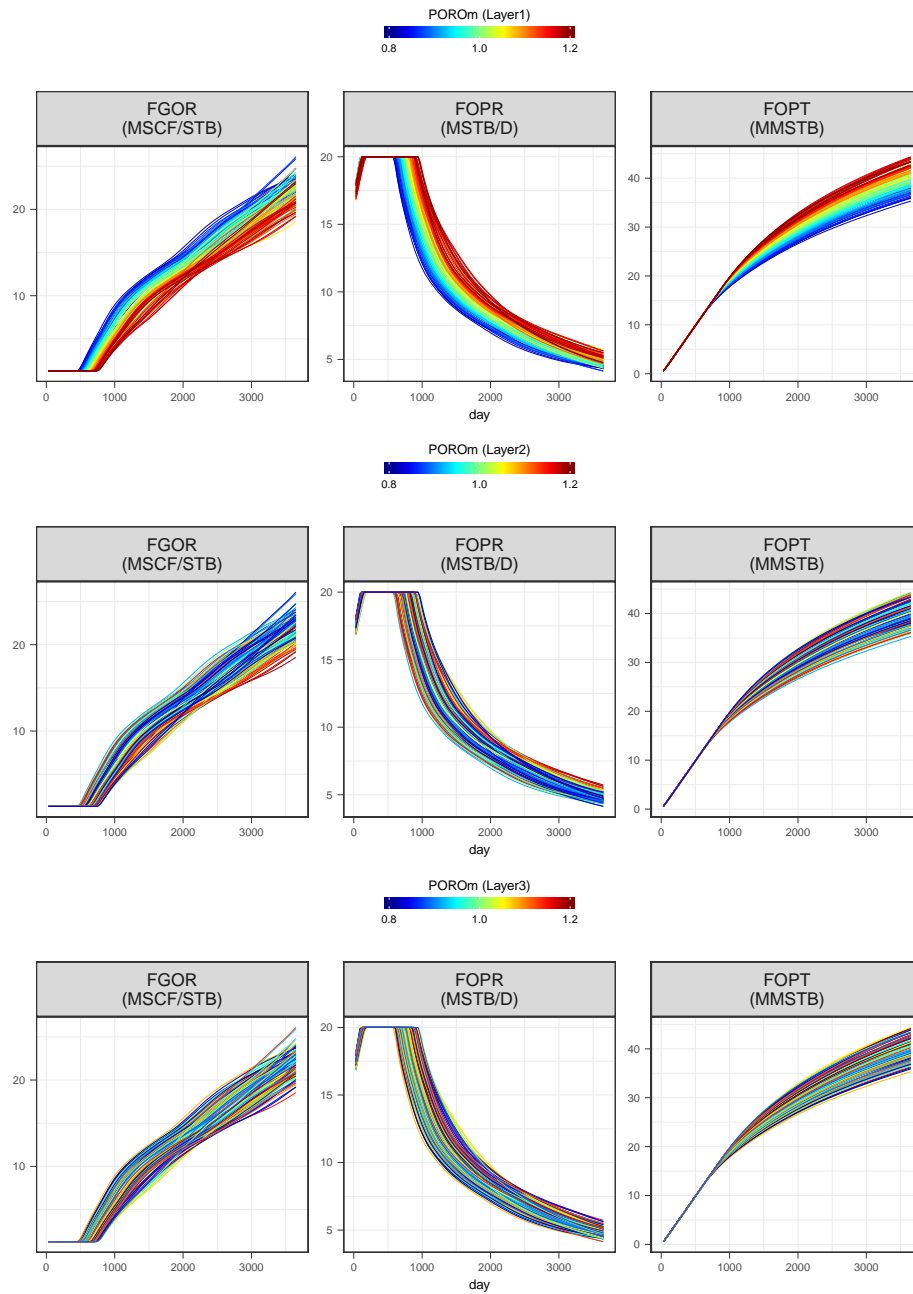 POROm (Layer1)
0.8 1.0 1.2
FGOR (MSCF/STB)
FOPR (MSTB/D)
FOPT (MMSTB)
20
10
0 1000 2000 3000
20
15
10
5
0 1000 2000 3000
40
30
20
10
0
0 1000 2000 3000
day
POROm (Layer2)
0.8 1.0 1.2
FGOR (MSCF/STB)
FOPR (MSTB/D)
FOPT (MMSTB)
20
10
0 1000 2000 3000
20
15
10
5
0 1000 2000 3000
40
30
20
10
0
0 1000 2000 3000
day
POROm (Layer3)
0.8 1.0 1.2
FGOR (MSCF/STB)
FOPR (MSTB/D)
FOPT (MMSTB)
20
10
0 1000 2000 3000
20
15
10
5
0 1000 2000 3000
40
30
20
10
0
0 1000 2000 3000
day